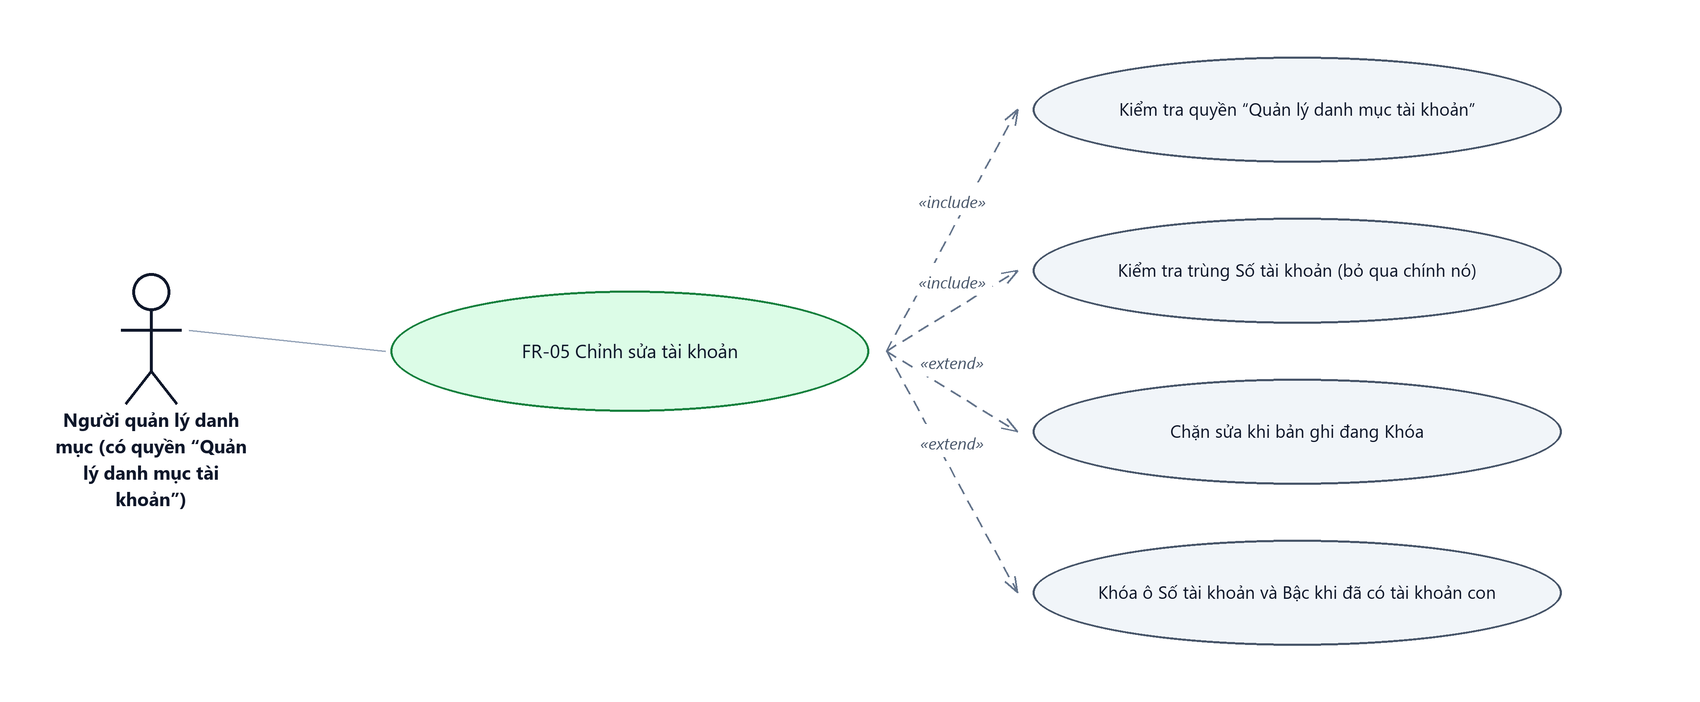 Kiểm tra quyền “Quản lý danh mục tài khoản”
«include»
Kiểm tra trùng Số tài khoản (bỏ qua chính nó)
«include»
FR-05 Chỉnh sửa tài khoản
«extend»
Người quản lý danh
mục (có quyền “Quản
lý danh mục tài
khoản”)
Chặn sửa khi bản ghi đang Khóa
«extend»
Khóa ô Số tài khoản và Bậc khi đã có tài khoản con